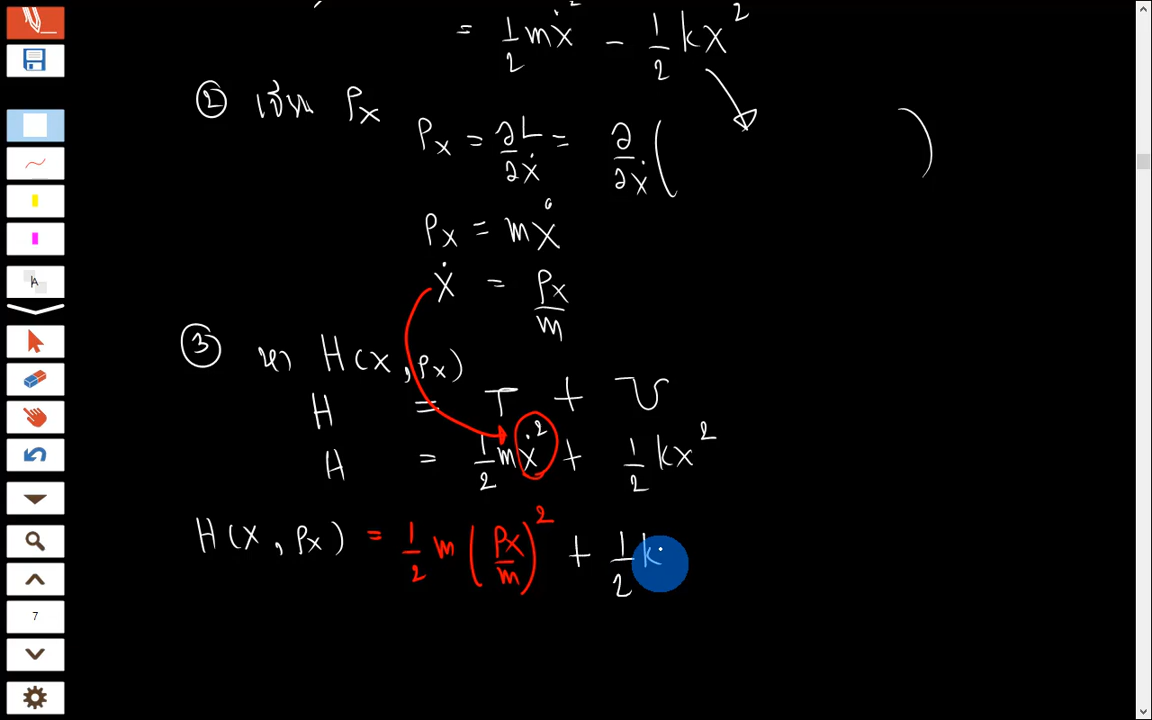 = 1/2 mẋ² - 1/2 kx²
② เขียน Pₓ
Pₓ = ∂L/∂ẋ = ∂/∂ẋ ( )
Pₓ = mẋ
ẋ = Pₓ/m
③ หา H(x, pₓ)
H = T + U
H = 1/2 mẋ² + 1/2 kx²
H(x, pₓ) = 1/2 m (Pₓ/m)² + 1/2 k
A
7